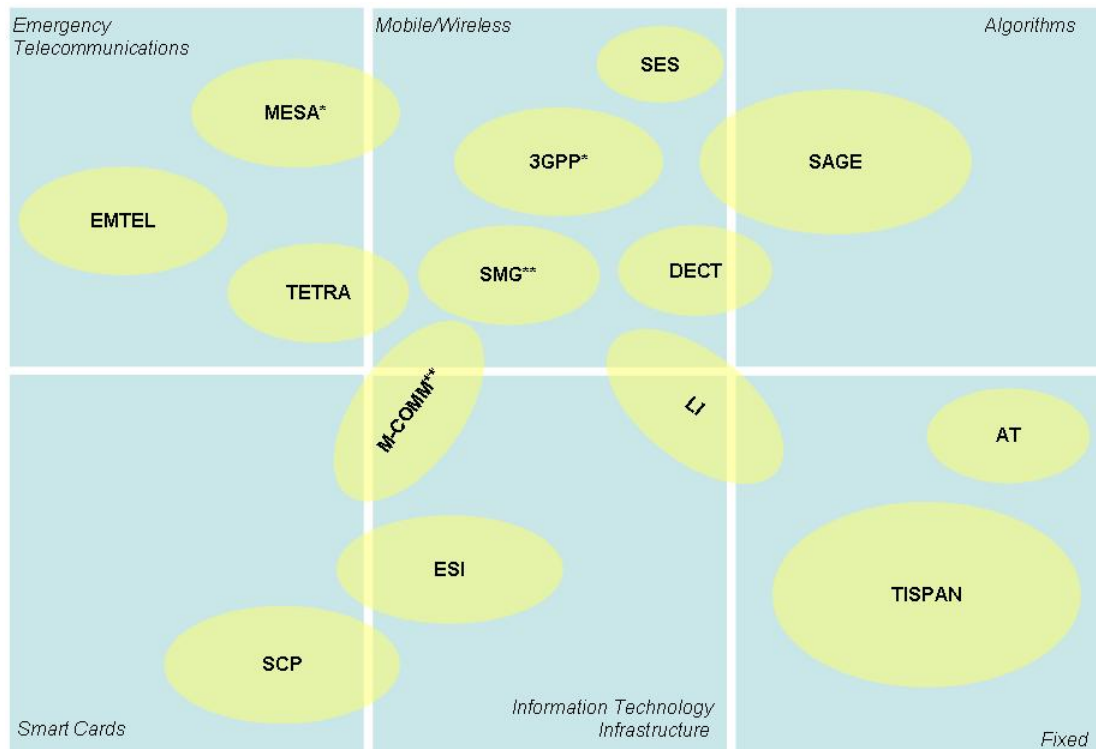 Emergency
Telecommunications
Mobile/Wireless
Algorithms
SES
MESA*
3GPP*
SAGE
EMTEL
SMG**
DECT
TETRA
M-COMM**
LI
AT
ESI
TISPAN
SCP
Smart Cards
Information Technology
Infrastructure
Fixed